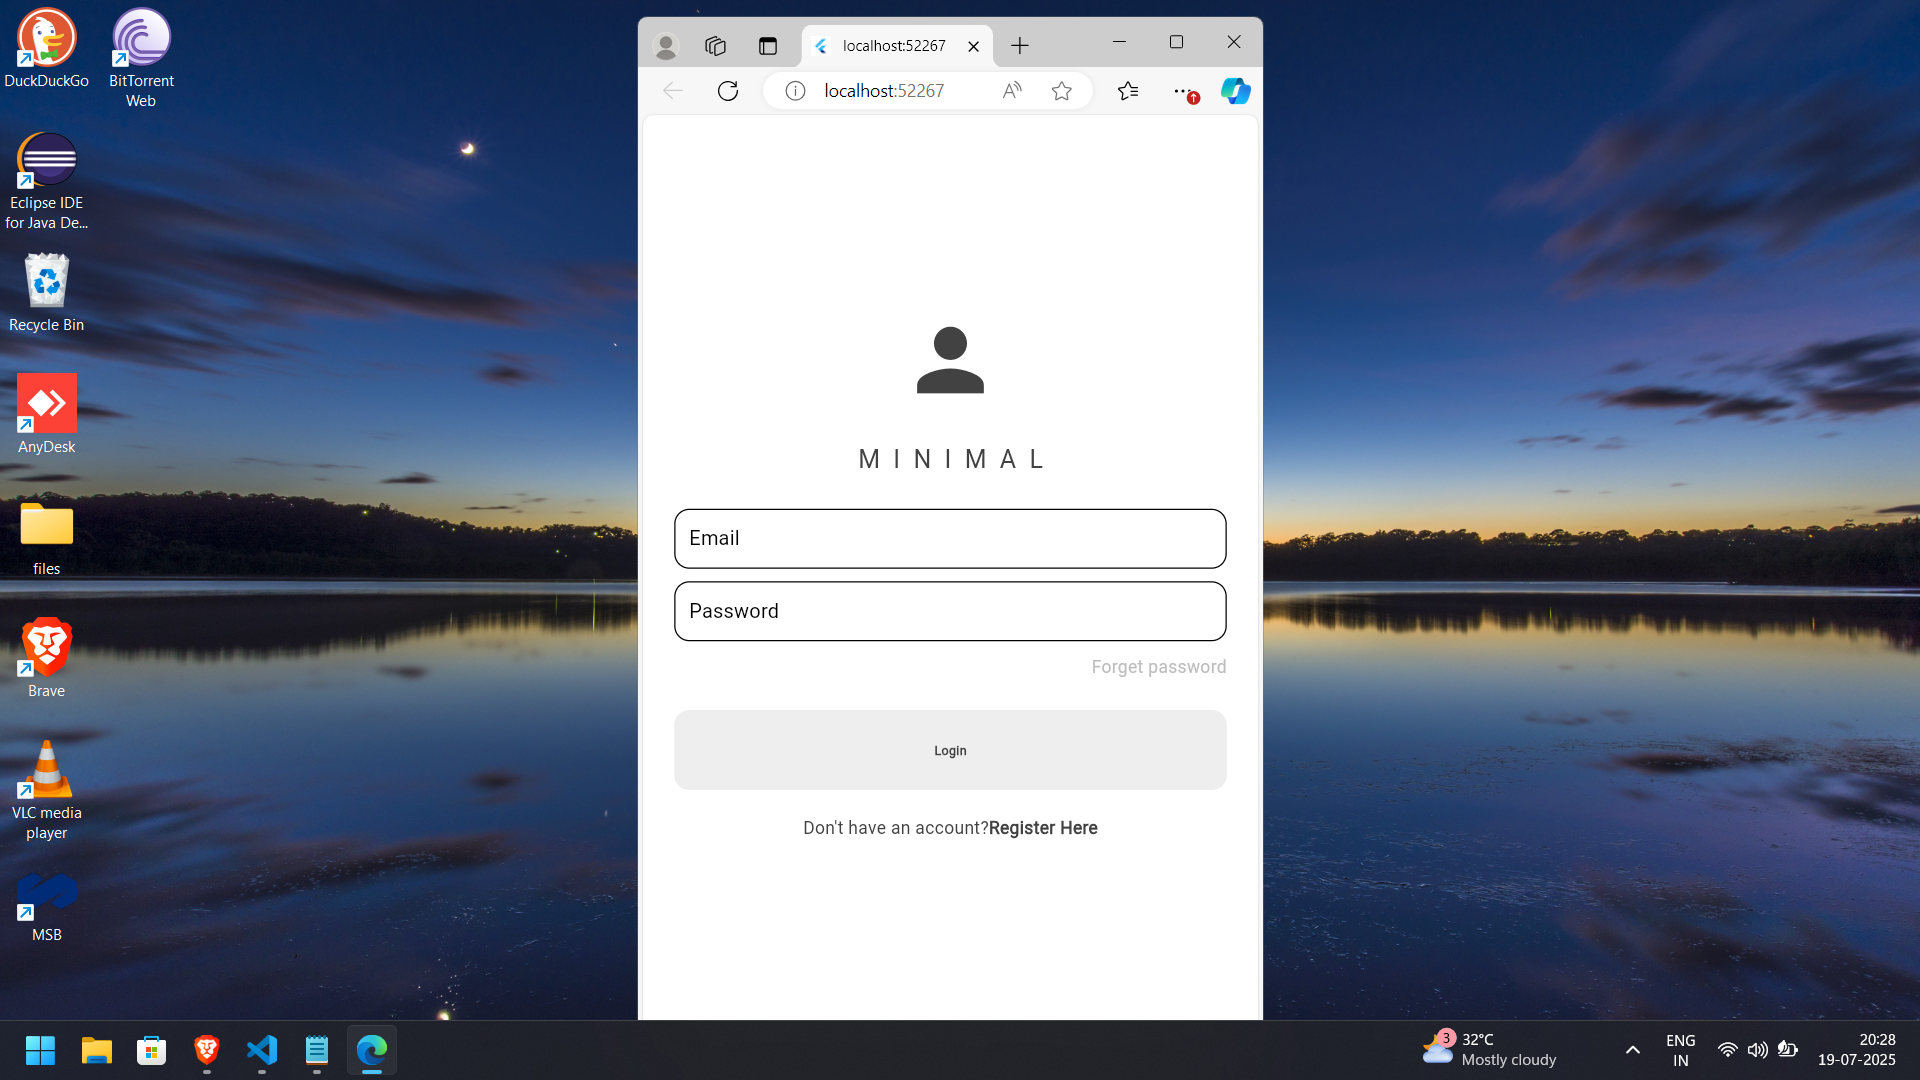 DuckDuckGo
BitTorrent
Web
Eclipse IDE
for Java De...
Recycle Bin
AnyDesk
files
Brave
VLC media
player
MSB
localhost:52267
localhost:52267
MINIMAL
Email
Password
Forget password
Login
Don't have an account?Register Here
3
32°C
Mostly cloudy
ENG
IN
20:28
19-07-2025